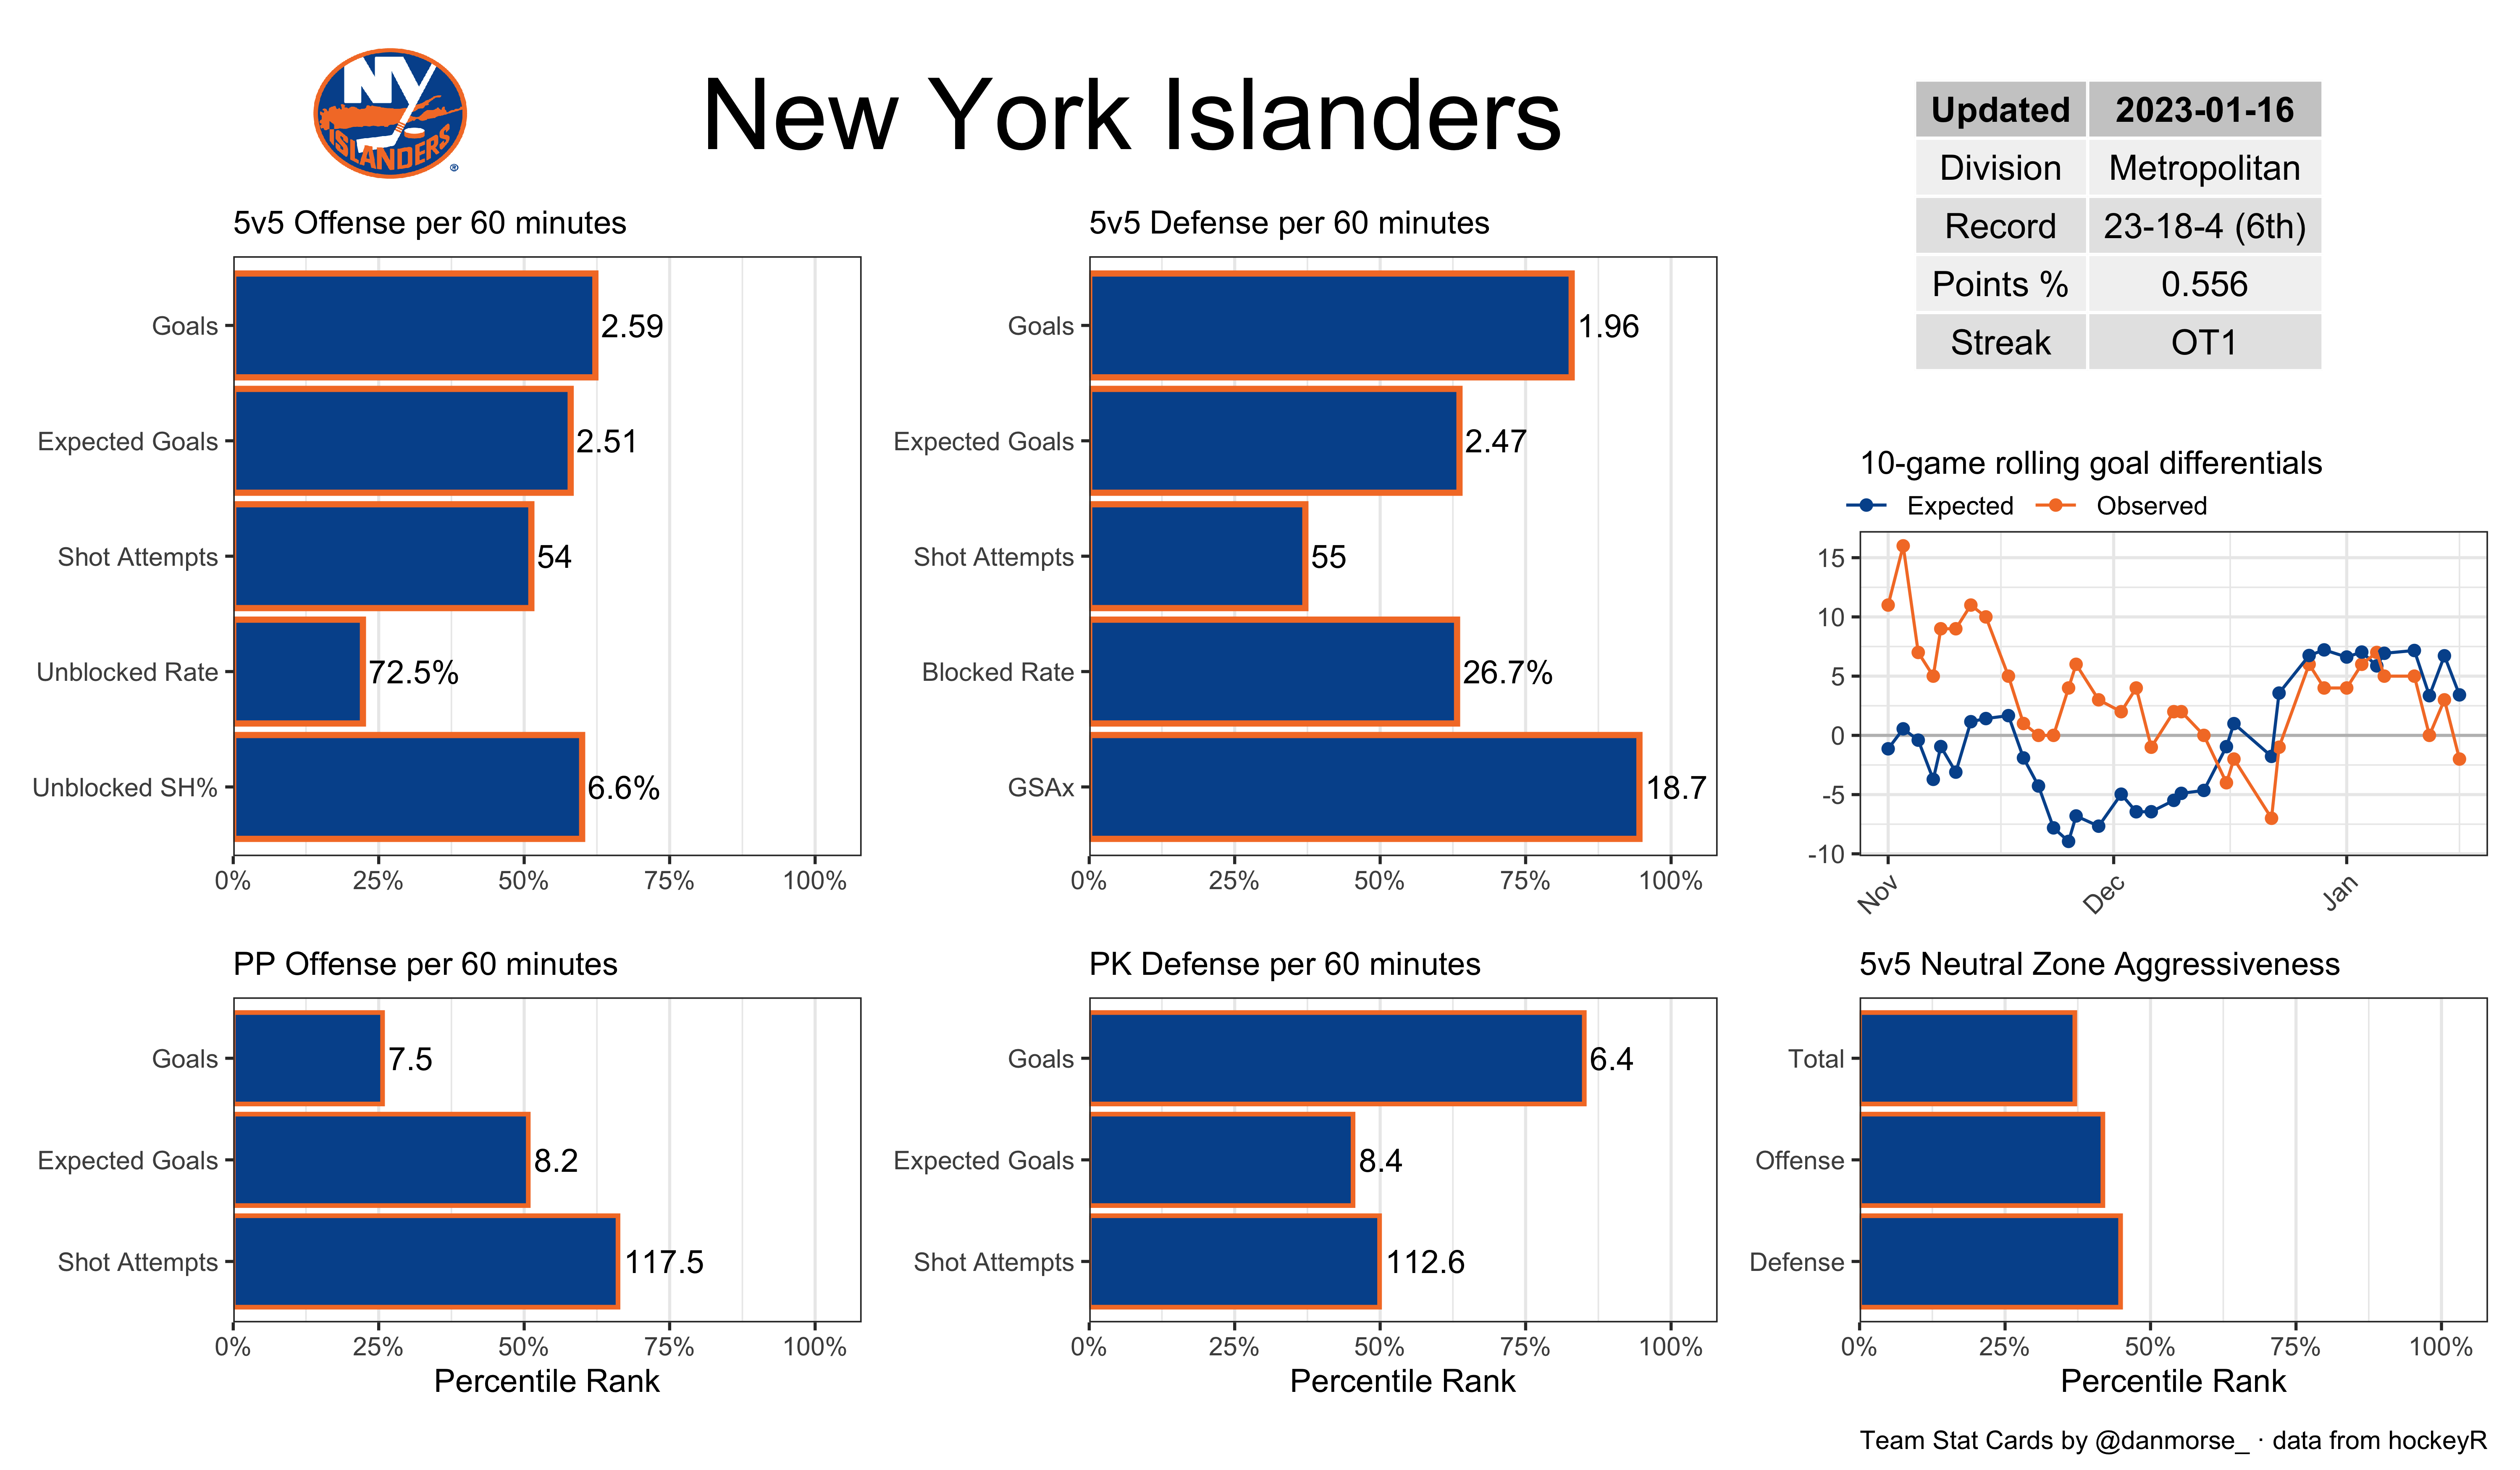 NY
ISLANDERS
®
New York Islanders
Updated 2023-01-16
Division Metropolitan
Record 23-18-4 (6th)
Points % 0.556
Streak OT1
5v5 Offense per 60 minutes
Goals 2.59
Expected Goals 2.51
Shot Attempts 54
Unblocked Rate 72.5%
Unblocked SH% 6.6%
0% 25% 50% 75% 100%
5v5 Defense per 60 minutes
Goals 1.96
Expected Goals 2.47
Shot Attempts 55
Blocked Rate 26.7%
GSAx 18.7
0% 25% 50% 75% 100%
10-game rolling goal differentials
Expected Observed
15
10
5
0
-5
-10
Nov Dec Jan
PP Offense per 60 minutes
Goals 7.5
Expected Goals 8.2
Shot Attempts 117.5
0% 25% 50% 75% 100%
Percentile Rank
PK Defense per 60 minutes
Goals 6.4
Expected Goals 8.4
Shot Attempts 112.6
0% 25% 50% 75% 100%
Percentile Rank
5v5 Neutral Zone Aggressiveness
Total
Offense
Defense
0% 25% 50% 75% 100%
Percentile Rank
Team Stat Cards by @danmorse_ · data from hockeyR